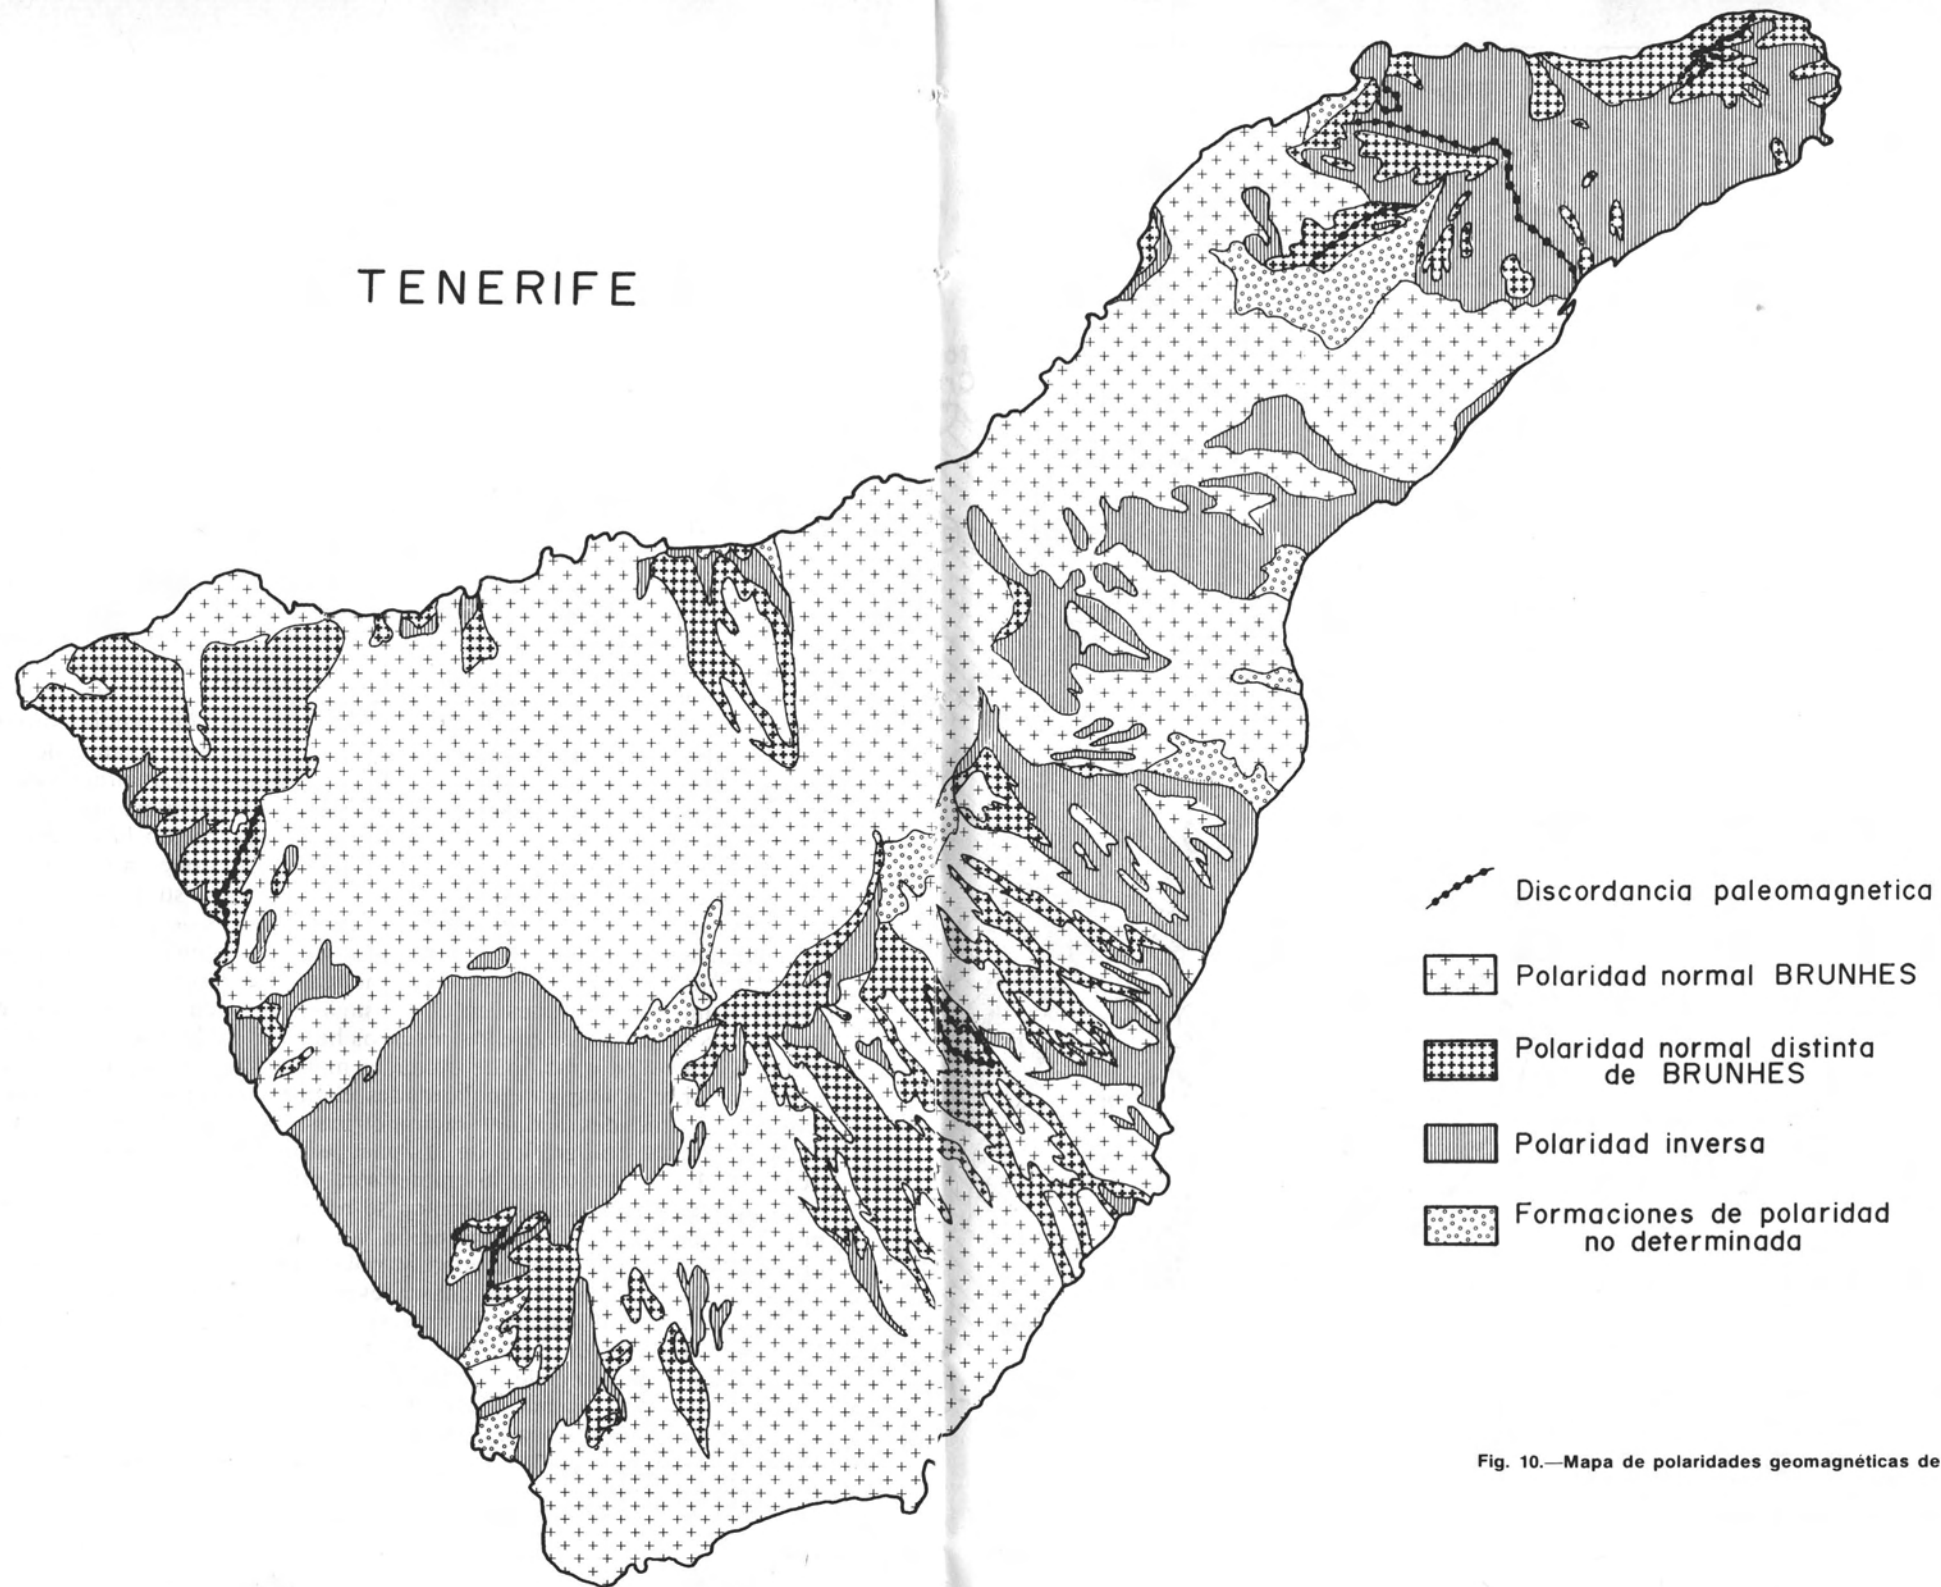 TENERIFE
Discordancia paleomagnetica
Polaridad normal BRUNHES
Polaridad normal distinta
de BRUNHES
Polaridad inversa
Formaciones de polaridad
no determinada
Fig. 10.—Mapa de polaridades geomagnéticas de